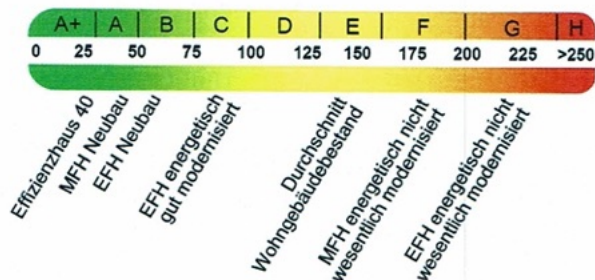 A+ A B C D E F G H
0 25 50 75 100 125 150 175 200 225 >250
Effizienzhaus 40
MFH Neubau
EFH Neubau
EFH energetisch
gut modernisiert
Durchschnitt
Wohngebäudebestand
MFH energetisch nicht
wesentlich modernisiert
EFH energetisch nicht
wesentlich modernisiert